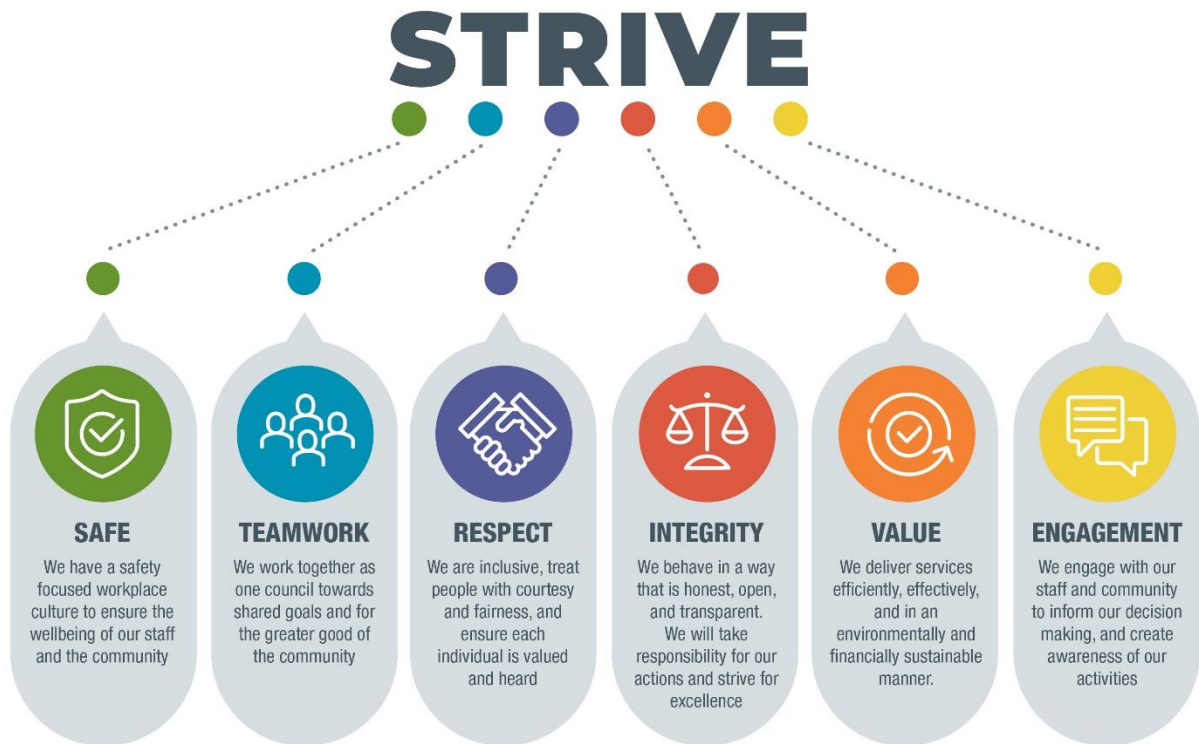 STRIVE
SAFE
We have a safety
focused workplace
culture to ensure the
wellbeing of our staff
and the community
TEAMWORK
We work together as
one council towards
shared goals and for
the greater good of
the community
RESPECT
We are inclusive, treat
people with courtesy
and fairness, and
ensure each
individual is valued
and heard
INTEGRITY
We behave in a way
that is honest, open,
and transparent.
We will take
responsibility for our
actions and strive for
excellence
VALUE
We deliver services
efficiently, effectively,
and in an
environmentally and
financially sustainable
manner.
ENGAGEMENT
We engage with our
staff and community
to inform our decision
making, and create
awareness of our
activities